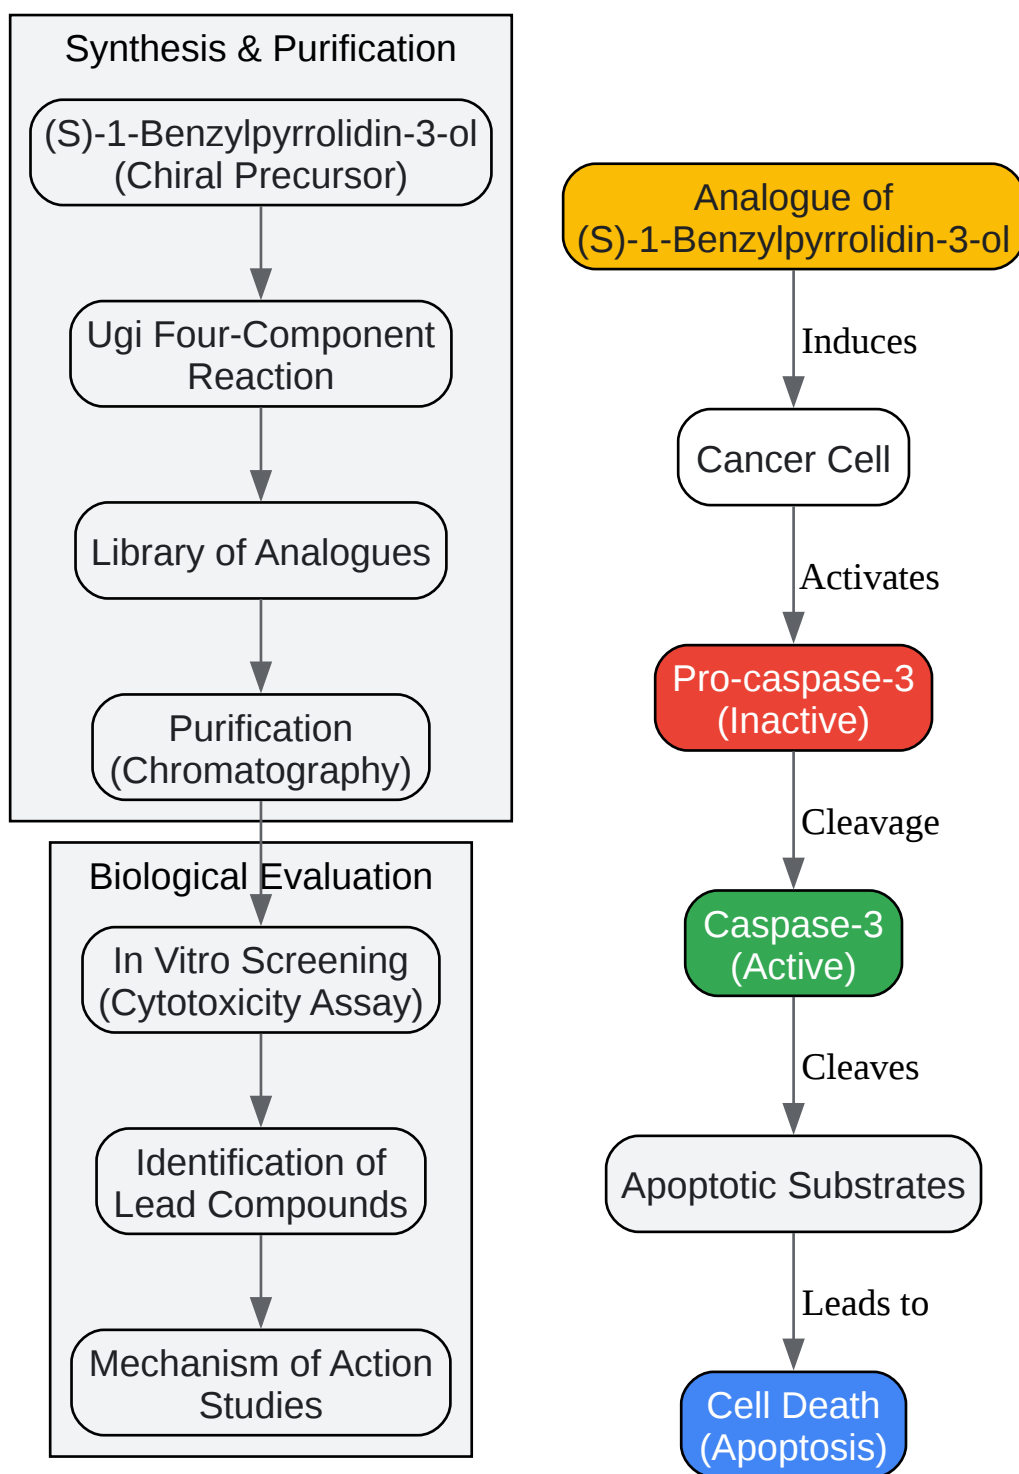 Synthesis & Purification
(S)-1-Benzylpyrrolidin-3-ol
(Chiral Precursor)
Ugi Four-Component
Reaction
Library of Analogues
Purification
(Chromatography)
Biological Evaluation
In Vitro Screening
(Cytotoxicity Assay)
Identification of
Lead Compounds
Mechanism of Action
Studies
Analogue of
(S)-1-Benzylpyrrolidin-3-ol
Induces
Cancer Cell
Activates
Pro-caspase-3
(Inactive)
Cleavage
Caspase-3
(Active)
Cleaves
Apoptotic Substrates
Leads to
Cell Death
(Apoptosis)